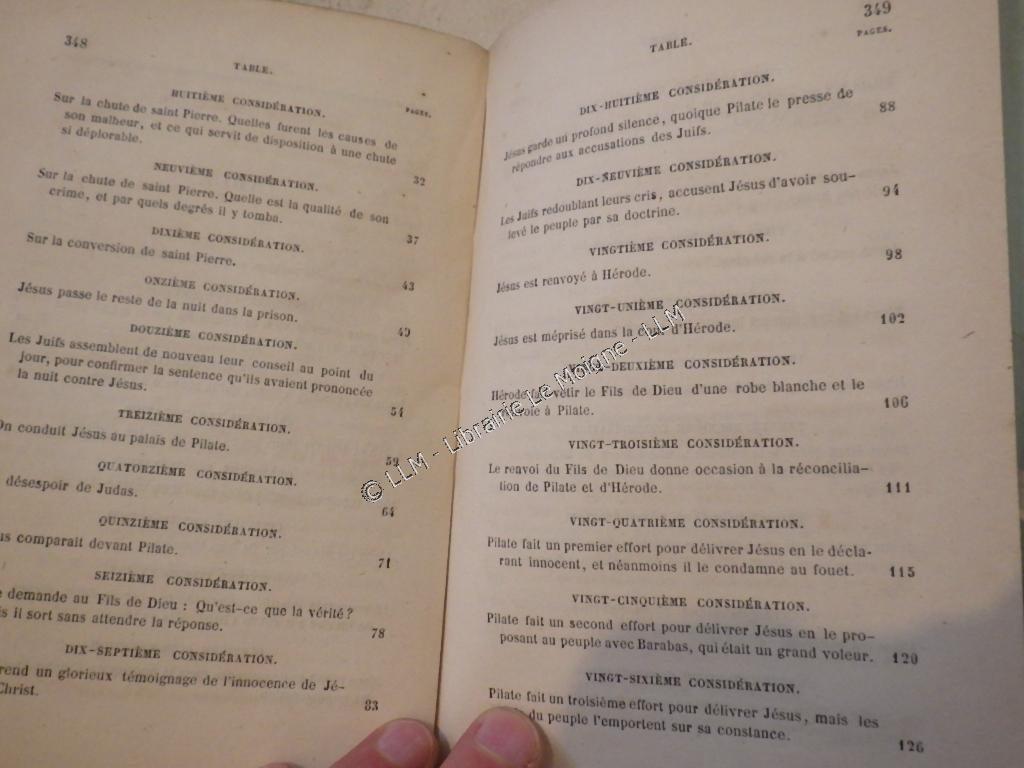 348
TABLE.
HUITIÈME CONSIDÉRATION.
PAGES.
Sur la chute de saint Pierre. Quelles furent les causes de
son malheur, et ce qui servit de disposition à une chute
si déplorable.
32
NEUVIÈME CONSIDÉRATION.
Sur la chute de saint Pierre. Quelle est la qualité de son
crime, et par quels degrés il y tomba.
37
DIXIÈME CONSIDÉRATION.
Sur la conversion de saint Pierre.
43
ONZIÈME CONSIDÉRATION.
Jésus passe le reste de la nuit dans la prison.
49
DOUZIÈME CONSIDÉRATION.
Les Juifs assemblent de nouveau leur conseil au point du
jour, pour confirmer la sentence qu'ils avaient prononcée
la nuit contre Jésus.
54
TREIZIÈME CONSIDÉRATION.
On conduit Jésus au palais de Pilate.
59
QUATORZIÈME CONSIDÉRATION.
désespoir de Judas.
64
QUINZIÈME CONSIDÉRATION.
comparait devant Pilate.
71
SEIZIÈME CONSIDÉRATION.
demande au Fils de Dieu : Qu'est-ce que la vérité?
il sort sans attendre la réponse.
78
DIX-SEPTIÈME CONSIDÉRATION.
un glorieux témoignage de l'innocence de Jé-
Christ.
83
349
TABLE.
PAGES.
DIX-HUITIÈME CONSIDÉRATION.
Jésus garde un profond silence, quoique Pilate le presse de
répondre aux accusations des Juifs.
88
DIX-NEUVIÈME CONSIDÉRATION.
Les Juifs redoublant leurs cris, accusent Jésus d'avoir sou-
levé le peuple par sa doctrine.
94
VINGTIÈME CONSIDÉRATION.
Jésus est renvoyé à Hérode.
98
VINGT-UNIÈME CONSIDÉRATION.
Jésus est méprisé dans la cour d'Hérode.
102
VINGT-DEUXIÈME CONSIDÉRATION.
Hérode fait vêtir le Fils de Dieu d'une robe blanche et le
renvoie à Pilate.
106
VINGT-TROISIÈME CONSIDÉRATION.
Le renvoi du Fils de Dieu donne occasion à la réconcilia-
tion de Pilate et d'Hérode.
111
VINGT-QUATRIÈME CONSIDÉRATION.
Pilate fait un premier effort pour délivrer Jésus en le décla-
rant innocent, et néanmoins il le condamne au fouet. 115
VINGT-CINQUIÈME CONSIDÉRATION.
Pilate fait un second effort pour délivrer Jésus en le pro-
posant au peuple avec Barabas, qui était un grand voleur. 120
VINGT-SIXIÈME CONSIDÉRATION.
Pilate fait un troisième effort pour délivrer Jésus, mais les
du peuple l'emportent sur sa constance.
126
© LLM - Librairie Le Moigne - LLM